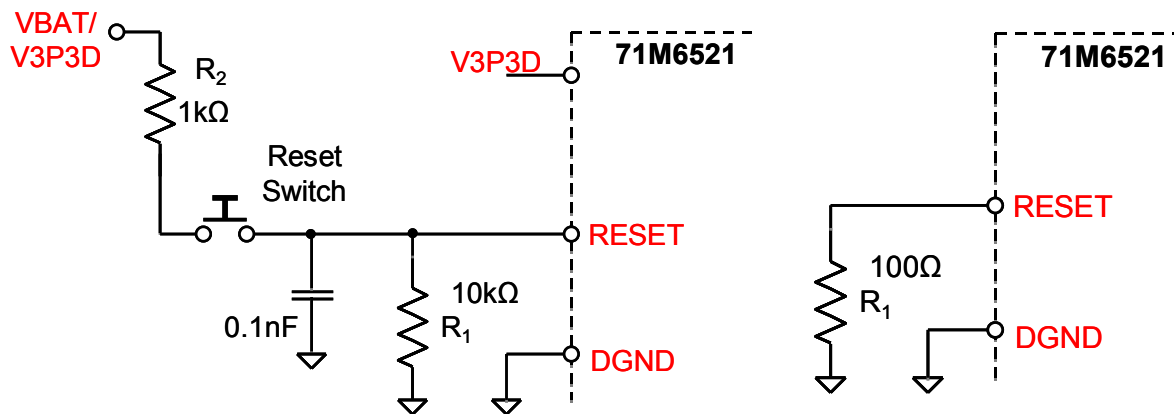 VBAT/
V3P3D
R2
1kΩ
Reset
Switch
0.1nF
10kΩ
R1
V3P3D
71M6521
RESET
DGND
71M6521
RESET
100Ω
R1
DGND